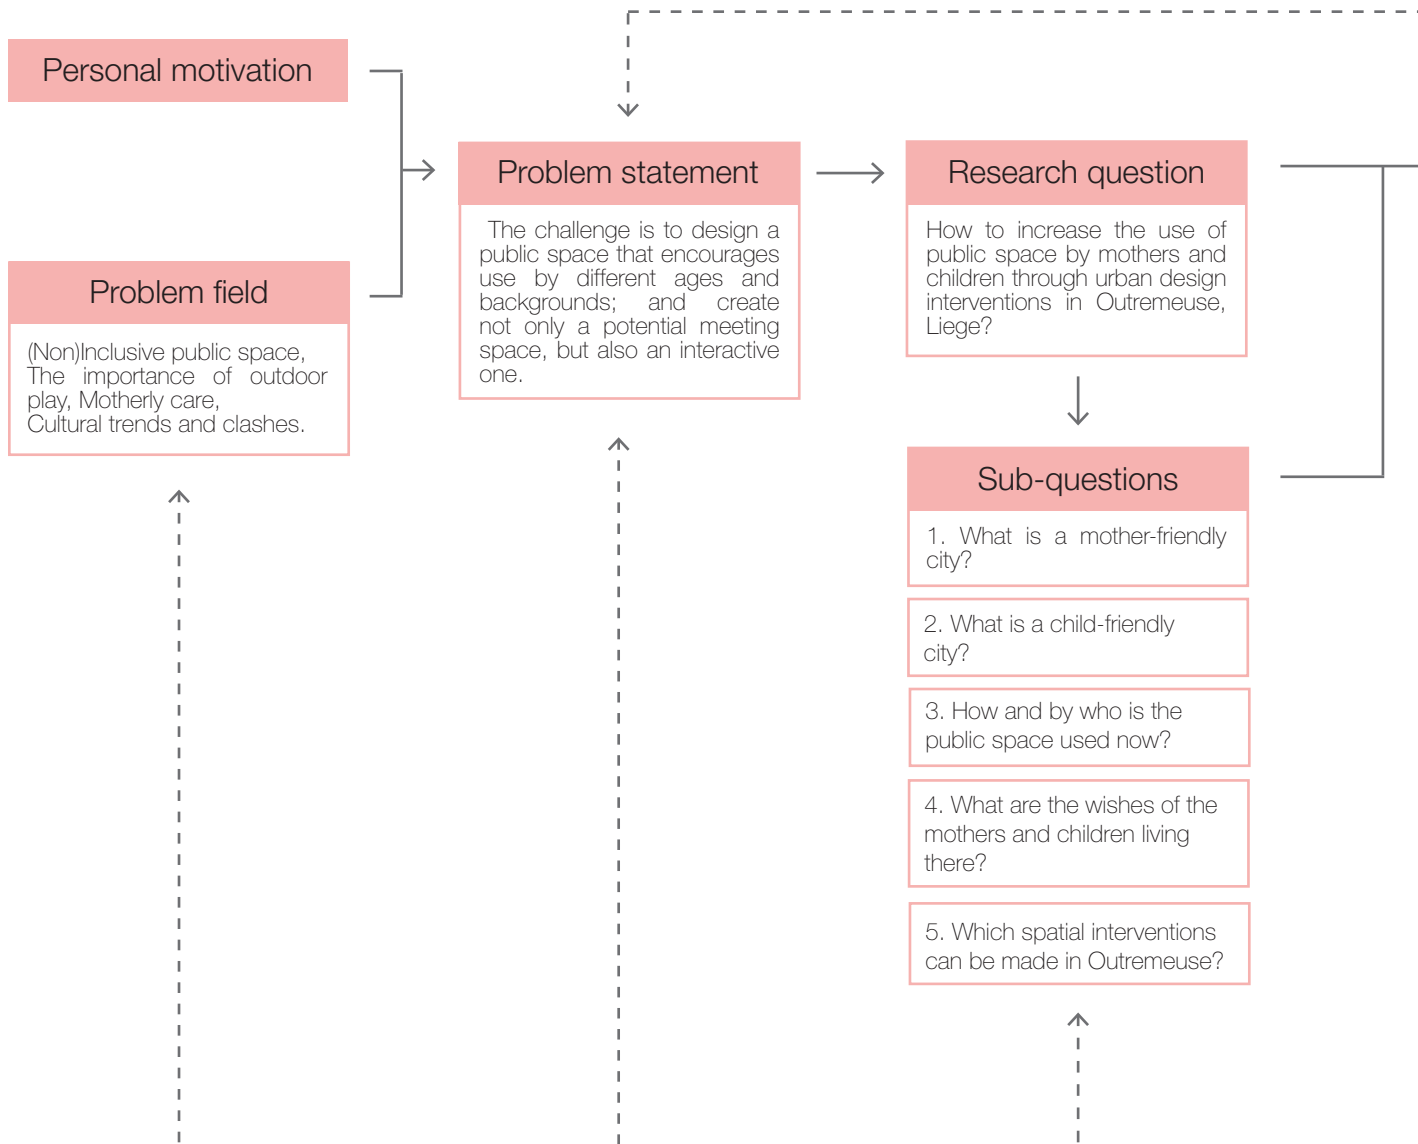 Personal motivation
Problem field
(Non)Inclusive public space,
The importance of outdoor
play, Motherly care,
Cultural trends and clashes.
Problem statement
The challenge is to design a
public space that encourages
use by different ages and
backgrounds; and create
not only a potential meeting
space, but also an interactive
one.
Research question
How to increase the use of
public space by mothers and
children through urban design
interventions in Outremeuse,
Liege?
Sub-questions
1. What is a mother-friendly
city?
2. What is a child-friendly
city?
3. How and by who is the
public space used now?
4. What are the wishes of the
mothers and children living
there?
5. Which spatial interventions
can be made in Outremeuse?